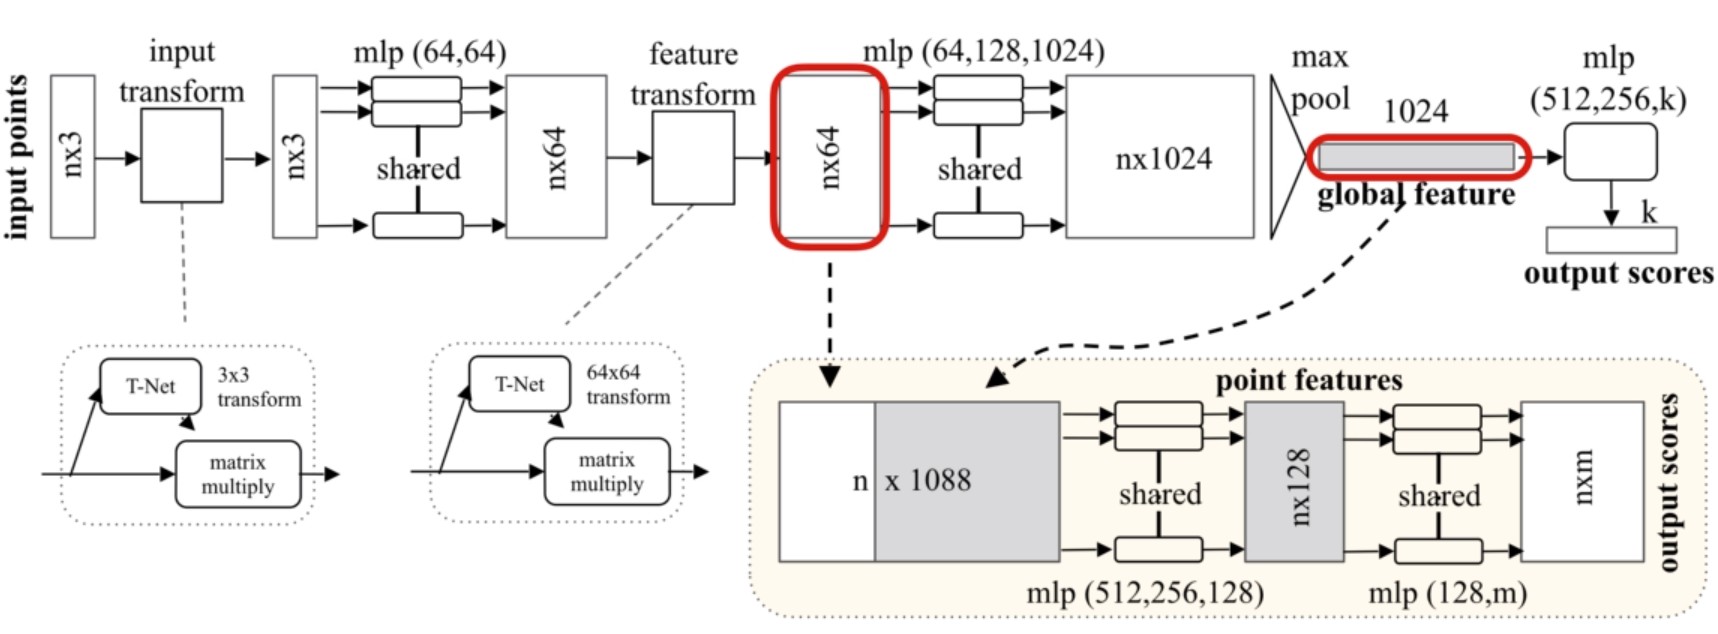 input points
nx3
input
transform
nx3
mlp (64,64)
shared
nx64
feature
transform
nx64
mlp (64,128,1024)
shared
nx1024
max
pool
1024
global feature
mlp
(512,256,k)
k
output scores
T-Net
3x3
transform
matrix
multiply
T-Net
64x64
transform
matrix
multiply
point features
n x 1088
shared
mlp (512,256,128)
nx128
shared
mlp (128,m)
nxm
output scores